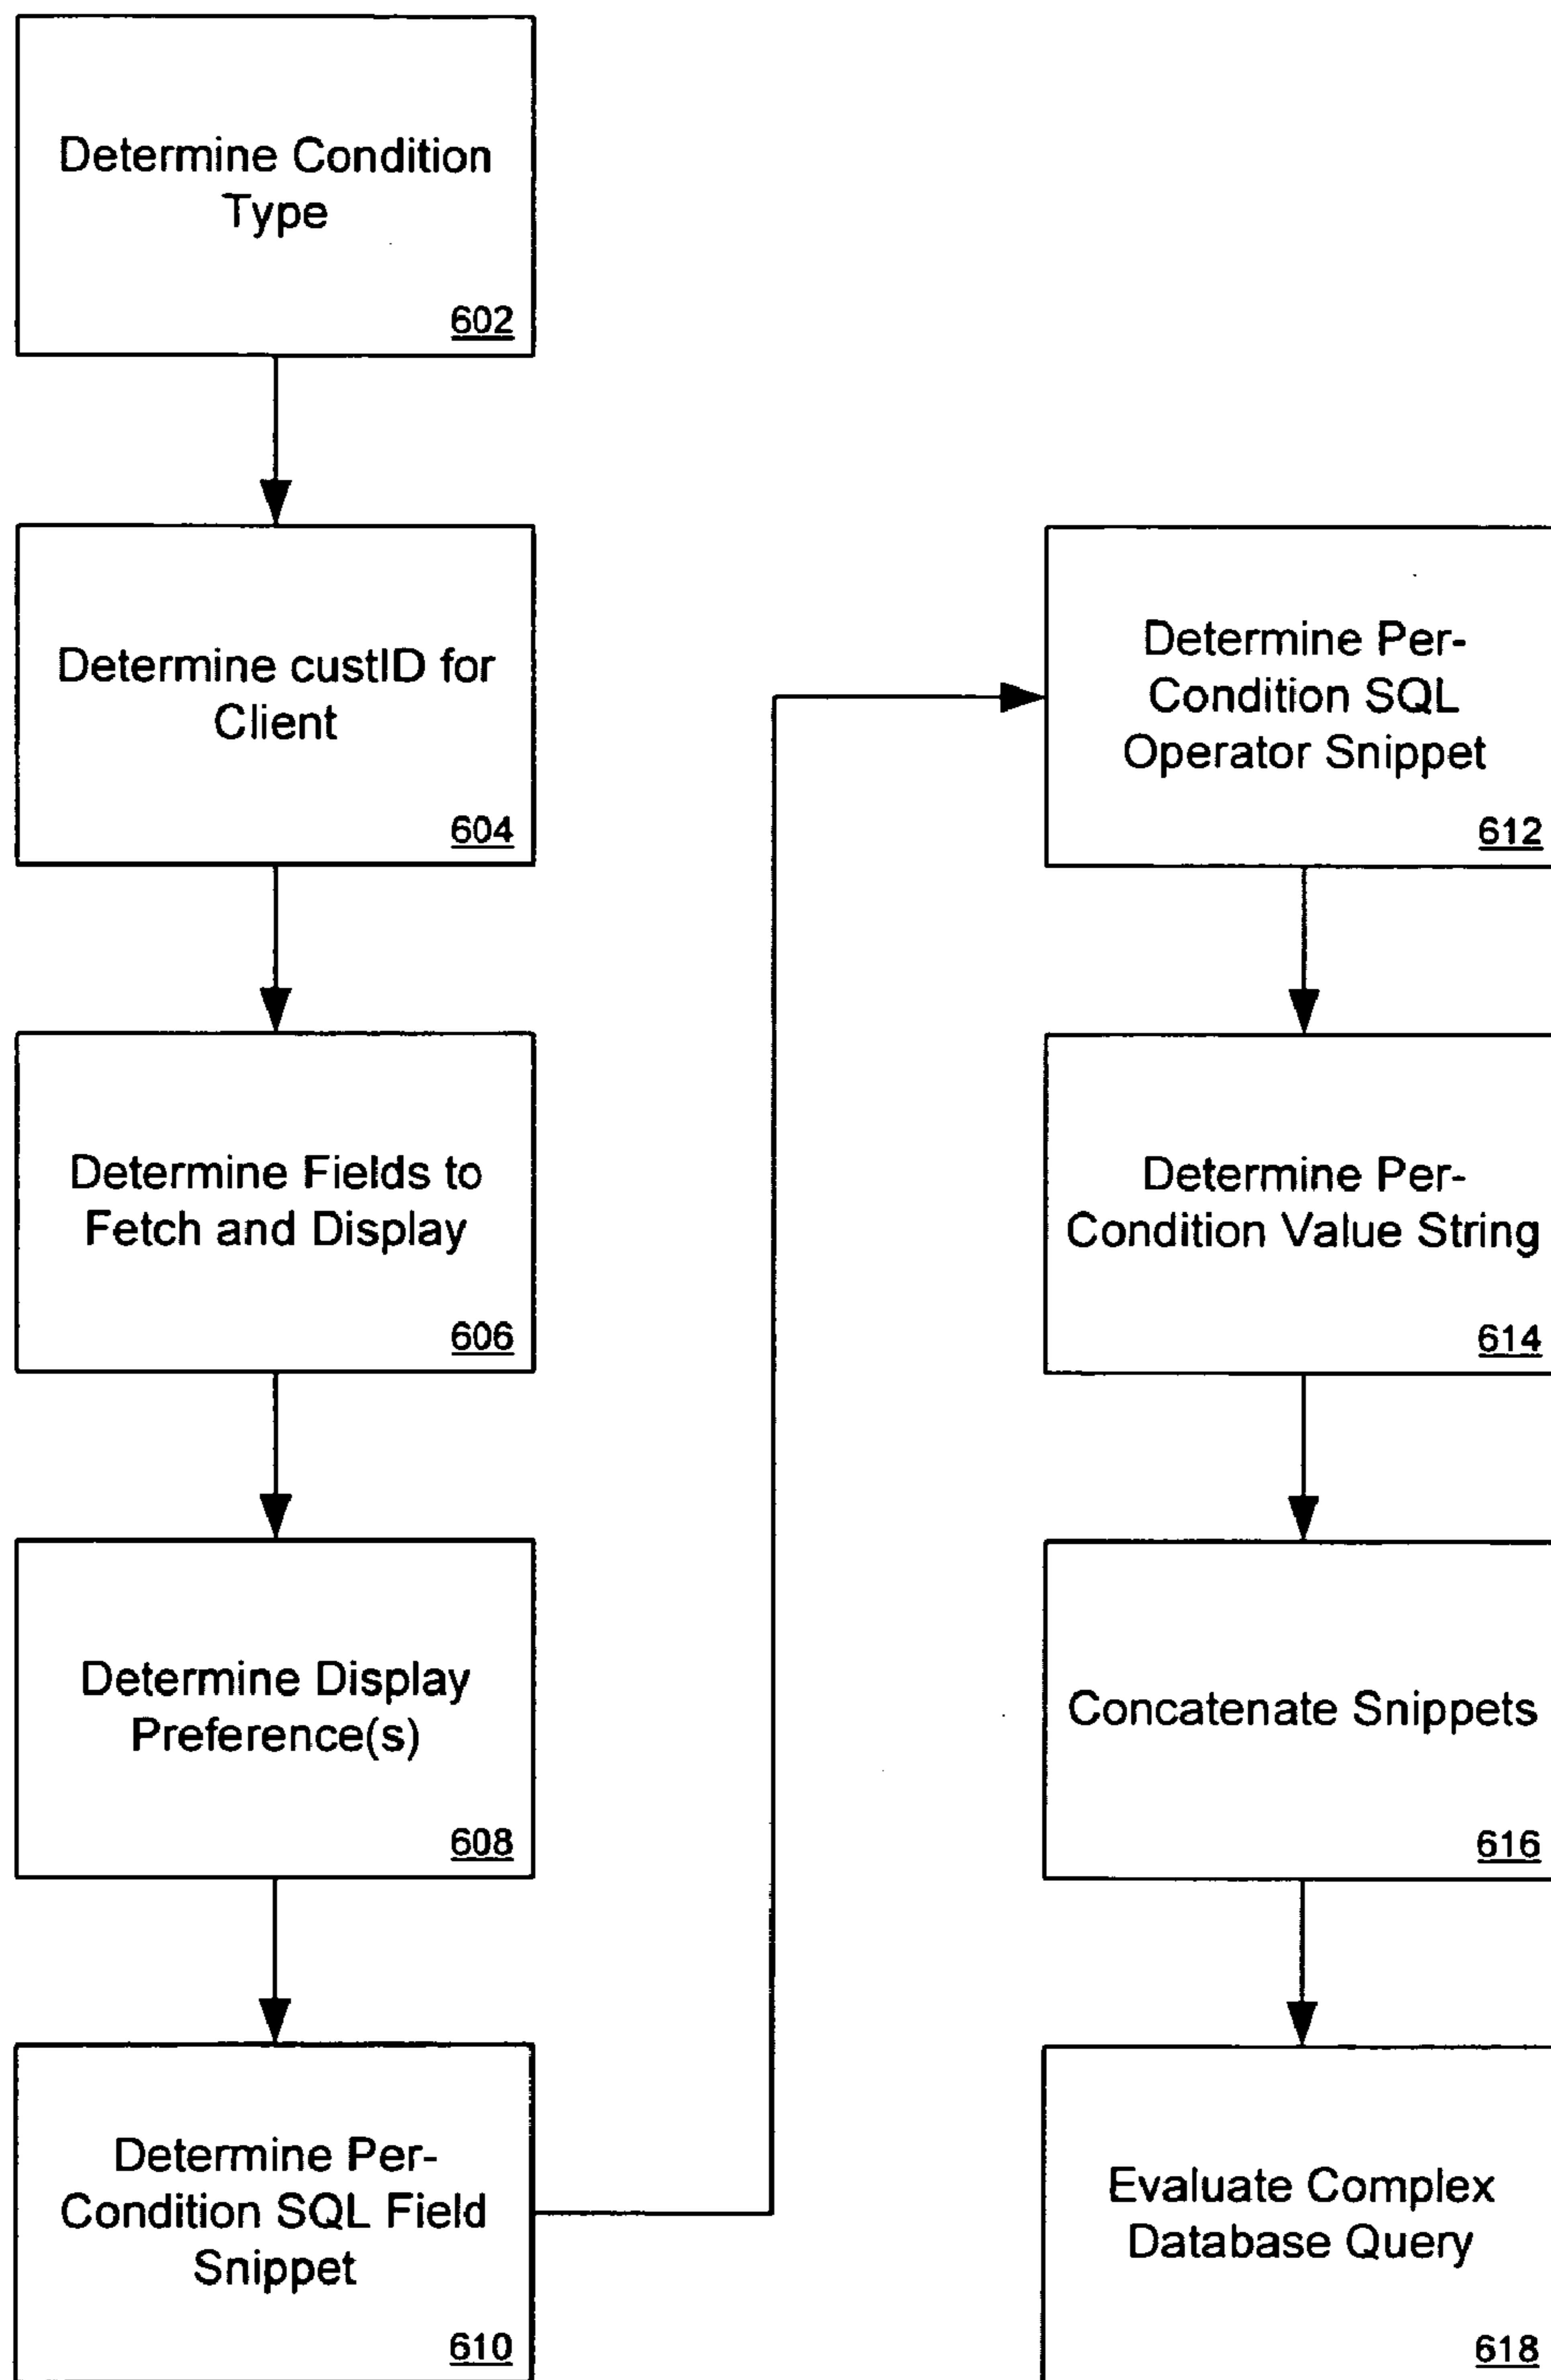 Determine Condition
Type
602
Determine custID for
Client
604
Determine Fields to
Fetch and Display
606
Determine Display
Preference(s)
608
Determine Per-
Condition SQL Field
Snippet
610
Determine Per-
Condition SQL
Operator Snippet
612
Determine Per-
Condition Value String
614
Concatenate Snippets
616
Evaluate Complex
Database Query
618